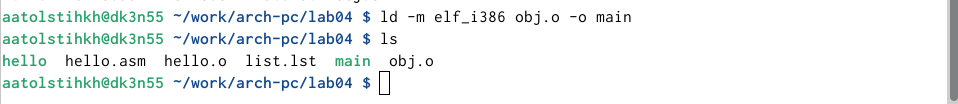 aatolstihkh@dk3n55 ~/work/arch-pc/lab04 $ ld -m elf_i386 obj.o -o main
aatolstihkh@dk3n55 ~/work/arch-pc/lab04 $ ls
hello  hello.asm  hello.o  list.lst  main  obj.o
aatolstihkh@dk3n55 ~/work/arch-pc/lab04 $